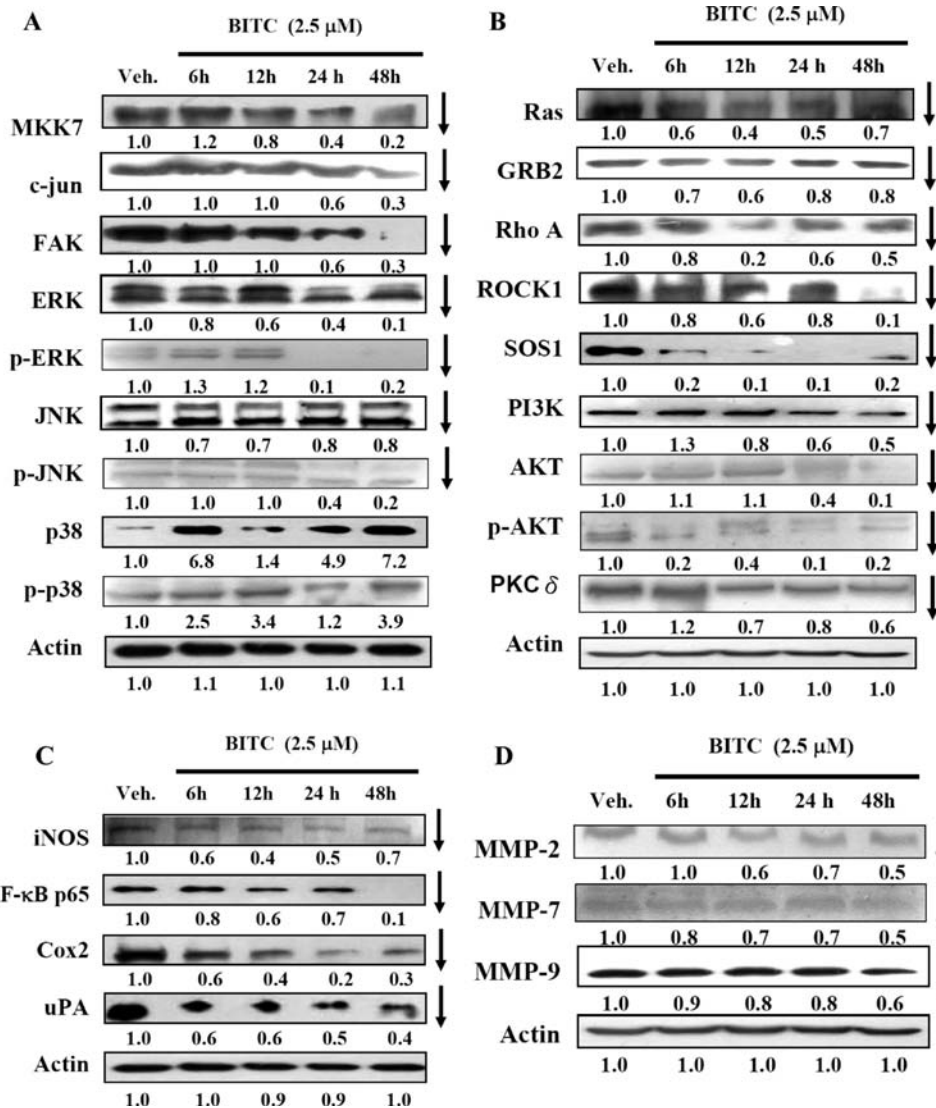 A
BITC (2.5 μM)
Veh. 6h 12h 24 h 48h
MKK7
1.0 1.2 0.8 0.4 0.2
c-jun
1.0 1.0 1.0 0.6 0.3
FAK
1.0 1.0 1.0 0.6 0.3
ERK
1.0 0.8 0.6 0.4 0.1
p-ERK
1.0 1.3 1.2 0.1 0.2
JNK
1.0 0.7 0.7 0.8 0.8
p-JNK
1.0 1.0 1.0 0.4 0.2
p38
1.0 6.8 1.4 4.9 7.2
p-p38
1.0 2.5 3.4 1.2 3.9
Actin
1.0 1.1 1.0 1.0 1.1
B
BITC (2.5 μM)
Veh. 6h 12h 24 h 48h
Ras
1.0 0.6 0.4 0.5 0.7
GRB2
1.0 0.7 0.6 0.8 0.8
Rho A
1.0 0.8 0.2 0.6 0.5
ROCK1
1.0 0.8 0.6 0.8 0.1
SOS1
1.0 0.2 0.1 0.1 0.2
PI3K
1.0 1.3 0.8 0.6 0.5
AKT
1.0 1.1 1.1 0.4 0.1
p-AKT
1.0 0.2 0.4 0.1 0.2
PKC δ
1.0 1.2 0.7 0.8 0.6
Actin
1.0 1.0 1.0 1.0 1.0
C
BITC (2.5 μM)
Veh. 6h 12h 24 h 48h
iNOS
1.0 0.6 0.4 0.5 0.7
F-κB p65
1.0 0.8 0.6 0.7 0.1
Cox2
1.0 0.6 0.4 0.2 0.3
uPA
1.0 0.6 0.6 0.5 0.4
Actin
1.0 1.0 0.9 0.9 1.0
D
BITC (2.5 μM)
Veh. 6h 12h 24 h 48h
MMP-2
1.0 1.0 0.6 0.7 0.5
MMP-7
1.0 0.8 0.7 0.7 0.5
MMP-9
1.0 0.9 0.8 0.8 0.6
Actin
1.0 1.0 1.0 1.0 1.0